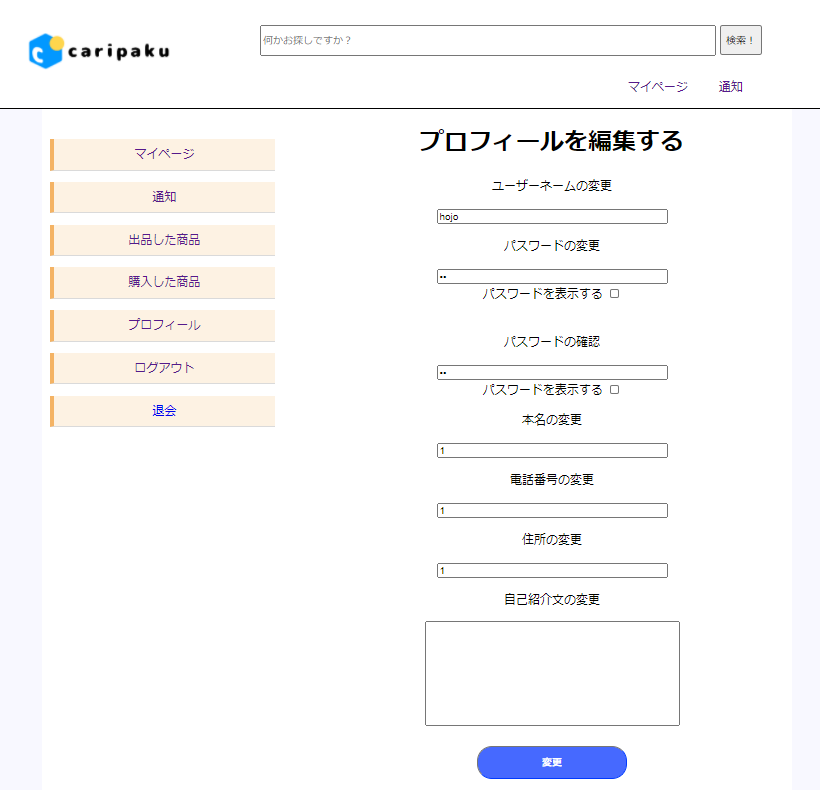 caripaku
何かお探しですか？
検索！
マイページ 通知
マイページ
通知
出品した商品
購入した商品
プロフィール
ログアウト
退会
プロフィールを編集する
ユーザーネームの変更
hojo
パスワードの変更
••
パスワードを表示する
パスワードの確認
••
パスワードを表示する
本名の変更
1
電話番号の変更
1
住所の変更
1
自己紹介文の変更
変更